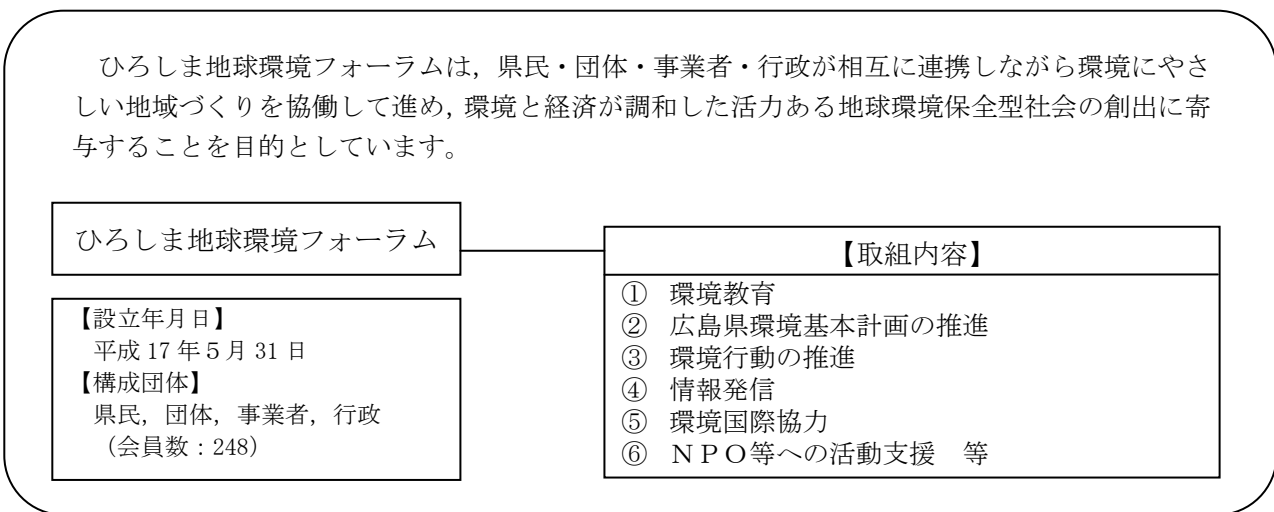 ひろしま地球環境フォーラムは，県民・団体・事業者・行政が相互に連携しながら環境にやさ
しい地域づくりを協働して進め，環境と経済が調和した活力ある地球環境保全型社会の創出に寄
与することを目的としています。
ひろしま地球環境フォーラム
【設立年月日】
平成 17 年５月 31 日
【構成団体】
県民，団体，事業者，行政
（会員数：248）
【取組内容】
① 環境教育
② 広島県環境基本計画の推進
③ 環境行動の推進
④ 情報発信
⑤ 環境国際協力
⑥ ＮＰＯ等への活動支援　等